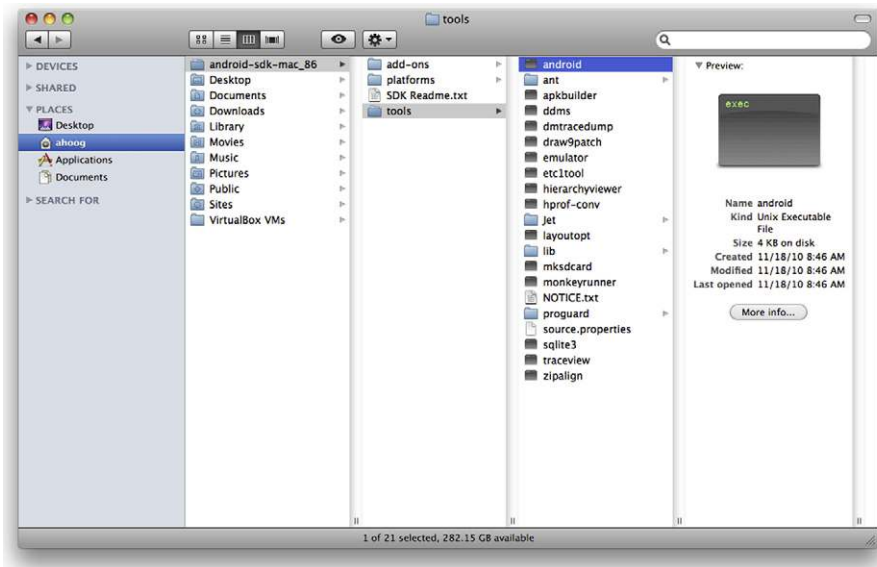 tools
DEVICES
SHARED
PLACES
Desktop
ahoog
Applications
Documents
SEARCH FOR
android-sdk-mac_86
Desktop
Documents
Downloads
Library
Movies
Music
Pictures
Public
Sites
VirtualBox VMs
add-ons
platforms
SDK Readme.txt
tools
android
ant
apkbuilder
ddms
dmtracedump
draw9patch
emulator
etc1tool
hierarchyviewer
hprof-conv
Jet
layoutopt
lib
mksdcard
monkeyrunner
NOTICE.txt
proguard
source.properties
sqlite3
traceview
zipalign
Preview:
exec
Name android
Kind Unix Executable
File
Size 4 KB on disk
Created 11/18/10 8:46 AM
Modified 11/18/10 8:46 AM
Last opened 11/18/10 8:46 AM
More info...
1 of 21 selected, 282.15 GB available